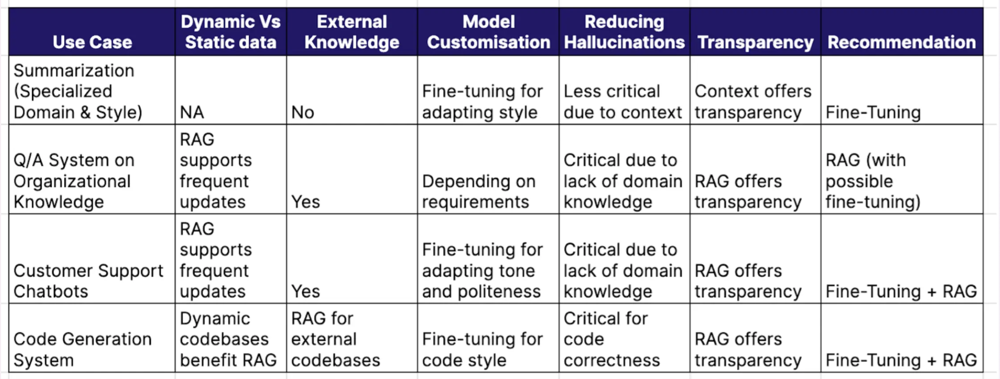 Use Case
Dynamic Vs
Static data
External
Knowledge
Model
Customisation
Reducing
Hallucinations
Transparency
Recommendation
Summarization
(Specialized
Domain & Style)
NA
No
Fine-tuning for
adapting style
Less critical
due to context
Context offers
transparency
Fine-Tuning
Q/A System on
Organizational
Knowledge
RAG
supports
frequent
updates
Yes
Depending on
requirements
Critical due to
lack of domain
knowledge
RAG offers
transparency
RAG (with
possible
fine-tuning)
Customer Support
Chatbots
RAG
supports
frequent
updates
Yes
Fine-tuning for
adapting tone
and politeness
Critical due to
lack of domain
knowledge
RAG offers
transparency
Fine-Tuning + RAG
Code Generation
System
Dynamic
codebases
benefit RAG
RAG for
external
codebases
Fine-tuning for
code style
Critical for
code
correctness
RAG offers
transparency
Fine-Tuning + RAG